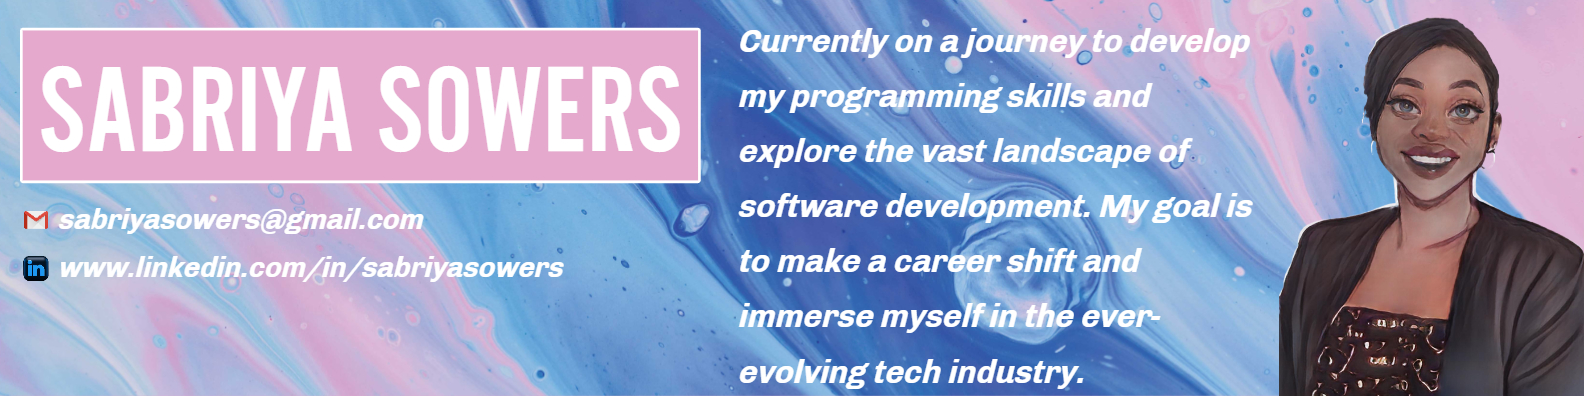 SABRIYA SOWERS
sabriyasowers@gmail.com
in www.linkedin.com/in/sabriyasowers
Currently on a journey to develop
my programming skills and
explore the vast landscape of
software development. My goal is
to make a career shift and
immerse myself in the ever-
evolving tech industry.